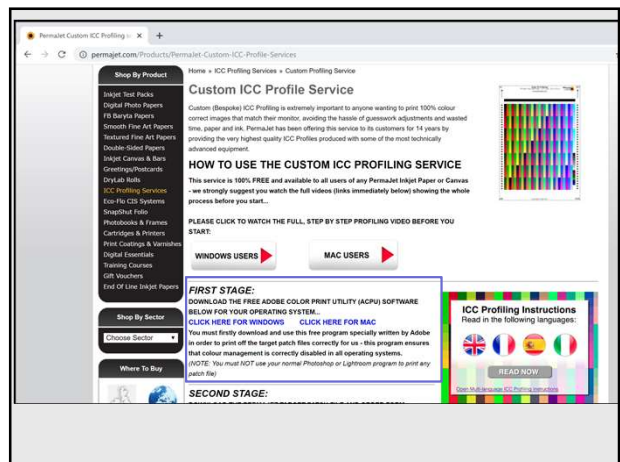 PermaJet Custom ICC Profiling
permajet.com/Products/PermaJet-Custom-ICC-Profile-Services
Shop By Product
Inkjet Test Packs
Digital Photo Papers
FB Baryta Papers
Smooth Fine Art Papers
Textured Fine Art Papers
Double-Sided Papers
Inkjet Canvas & Bars
Greetings/Postcards
DryLab Rolls
ICC Profiling Services
Eco-Flo CIS Systems
SnapShut Folio
Photobooks & Frames
Cartridges & Printers
Print Coatings & Varnishes
Digital Essentials
Training Courses
Gift Vouchers
End Of Line Inkjet Papers
Shop By Sector
Choose Sector
Where To Buy
Home » ICC Profiling Services » Custom Profiling Service
Custom ICC Profile Service
Custom (Bespoke) ICC Profiling is extremely important to anyone wanting to print 100% colour
correct images that match their monitor, avoiding the hassle of guesswork adjustments and wasted
time, paper and ink. PermaJet has been offering this service to its customers for 14 years by
providing the very highest quality ICC Profiles produced with some of the most technically
advanced equipment.
HOW TO USE THE CUSTOM ICC PROFILING SERVICE
This service is 100% FREE and available to all users of any PermaJet Inkjet Paper or Canvas
- we strongly suggest you watch the full videos (links immediately below) showing the whole
process before you start...
PLEASE CLICK TO WATCH THE FULL, STEP BY STEP PROFILING VIDEO BEFORE YOU
START:
WINDOWS USERS
MAC USERS
FIRST STAGE:
DOWNLOAD THE FREE ADOBE COLOR PRINT UTILITY (ACPU) SOFTWARE
BELOW FOR YOUR OPERATING SYSTEM...
CLICK HERE FOR WINDOWS CLICK HERE FOR MAC
You must firstly download and use this free program specially written by Adobe
in order to print off the target patch files correctly for us - this program ensures
that colour management is correctly disabled in all operating systems.
(NOTE: You must NOT use your normal Photoshop or Lightroom program to print any
patch file)
SECOND STAGE:
ICC Profiling Instructions
Read in the following languages:
READ NOW
Open Multi-language ICC Profiling Instructions